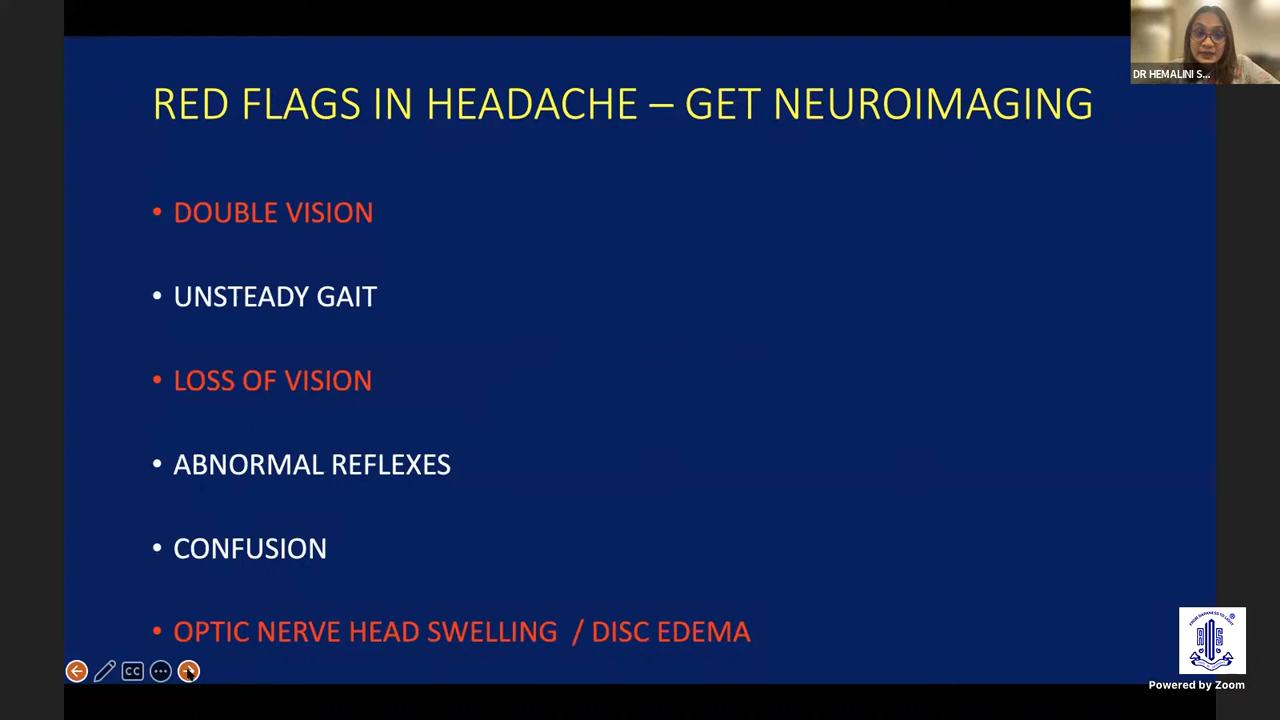 DR HEMALINI S...
RED FLAGS IN HEADACHE – GET NEUROIMAGING
• DOUBLE VISION
• UNSTEADY GAIT
• LOSS OF VISION
• ABNORMAL REFLEXES
• CONFUSION
• OPTIC NERVE HEAD SWELLING / DISC EDEMA
CC
Powered by Zoom